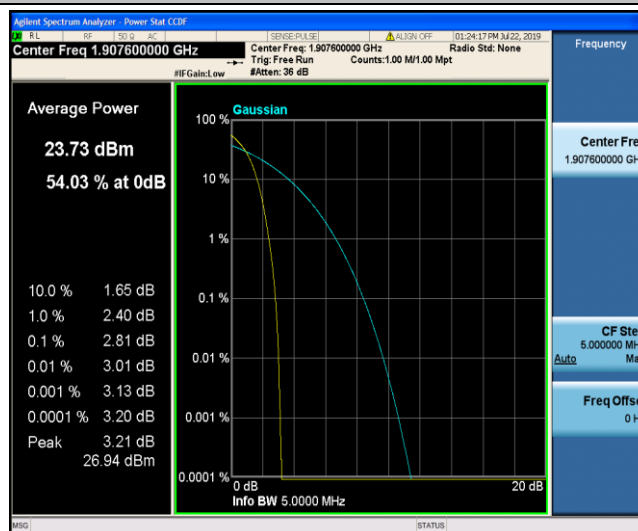 Agilent Spectrum Analyzer - Power Stat CCDF
RL RF 50 Ω AC SENSE:PULSE ALIGN OFF 01:24:17 PM Jul 22, 2019
Center Freq 1.907600000 GHz
Center Freq: 1.907600000 GHz Radio Std: None
Trig: Free Run Counts:1.00 M/1.00 Mpt
#IFGain:Low #Atten: 36 dB
Frequency
Average Power
23.73 dBm
54.03 % at 0dB
10.0 % 1.65 dB
1.0 % 2.40 dB
0.1 % 2.81 dB
0.01 % 3.01 dB
0.001 % 3.13 dB
0.0001 % 3.20 dB
Peak 3.21 dB
26.94 dBm
Gaussian
100 %
10 %
1 %
0.1 %
0.01 %
0.001 %
0.0001 %
0 dB 20 dB
Info BW 5.0000 MHz
Center Fre
1.907600000 GH
CF Ste
5.000000 MH
Auto Ma
Freq Offs
0 H
MSG STATUS